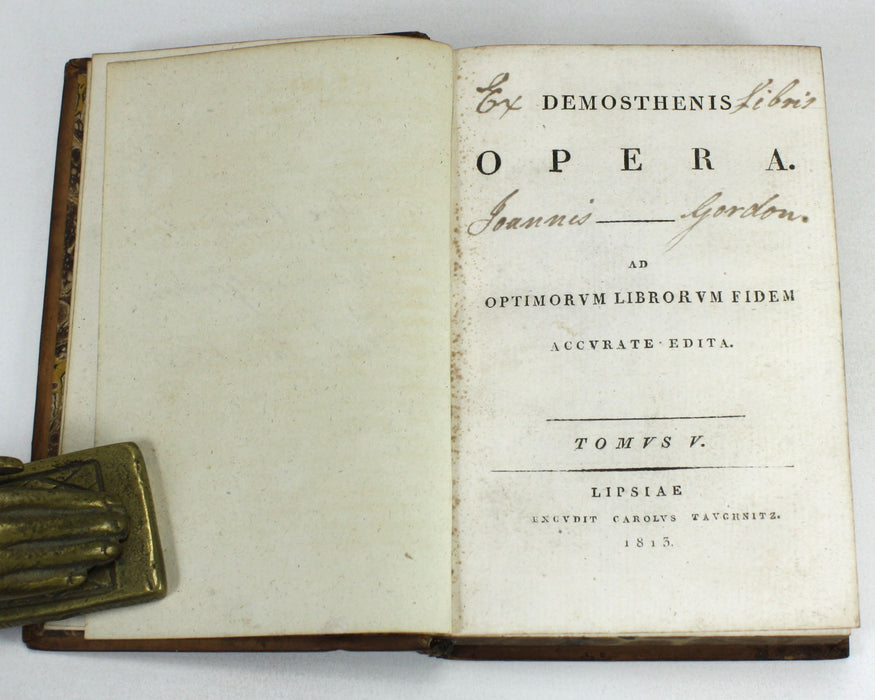 Ex DEMOSTHENIS Libris
OPERA.
Joannis — Gordon.
AD
OPTIMORVM LIBRORVM FIDEM
ACCVRATE EDITA.
TOMVS V.
LIPSIAE
EXCVDIT CAROLVS TAVCHNITZ.
1813.